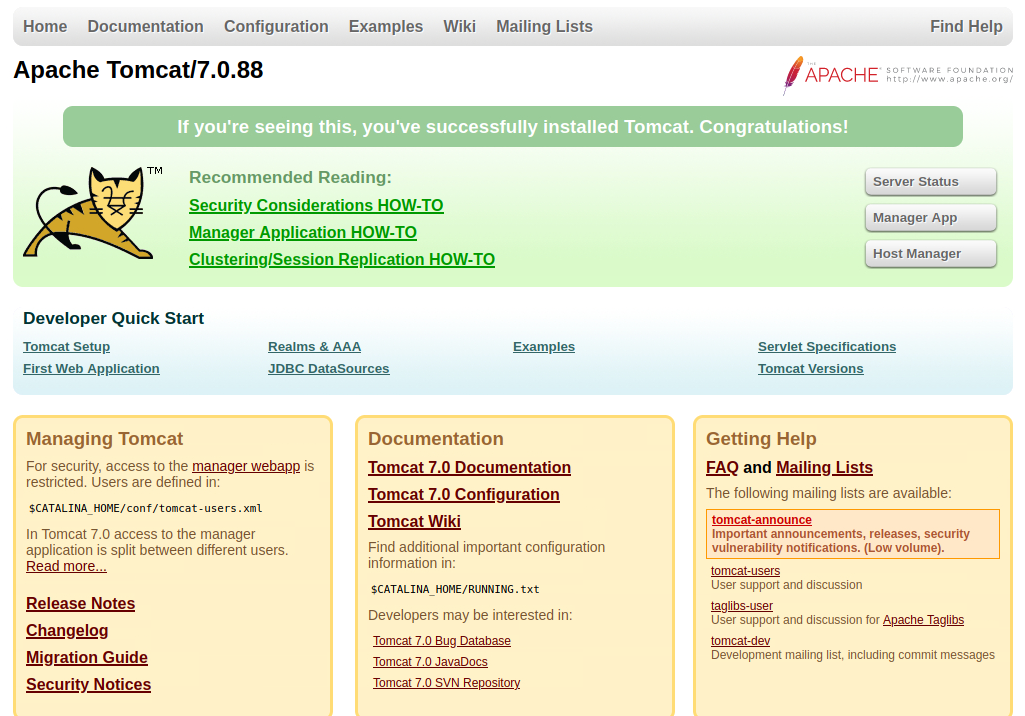 Home Documentation Configuration Examples Wiki Mailing Lists Find Help
Apache Tomcat/7.0.88
THE
APACHE SOFTWARE FOUNDATION
http://www.apache.org/
If you're seeing this, you've successfully installed Tomcat. Congratulations!
TM
Recommended Reading:
Security Considerations HOW-TO
Manager Application HOW-TO
Clustering/Session Replication HOW-TO
Server Status
Manager App
Host Manager
Developer Quick Start
Tomcat Setup
First Web Application
Realms & AAA
JDBC DataSources
Examples
Servlet Specifications
Tomcat Versions
Managing Tomcat
For security, access to the manager webapp is
restricted. Users are defined in:
$CATALINA_HOME/conf/tomcat-users.xml
In Tomcat 7.0 access to the manager
application is split between different users.
Read more...
Release Notes
Changelog
Migration Guide
Security Notices
Documentation
Tomcat 7.0 Documentation
Tomcat 7.0 Configuration
Tomcat Wiki
Find additional important configuration
information in:
$CATALINA_HOME/RUNNING.txt
Developers may be interested in:
Tomcat 7.0 Bug Database
Tomcat 7.0 JavaDocs
Tomcat 7.0 SVN Repository
Getting Help
FAQ and Mailing Lists
The following mailing lists are available:
tomcat-announce
Important announcements, releases, security
vulnerability notifications. (Low volume).
tomcat-users
User support and discussion
taglibs-user
User support and discussion for Apache Taglibs
tomcat-dev
Development mailing list, including commit messages